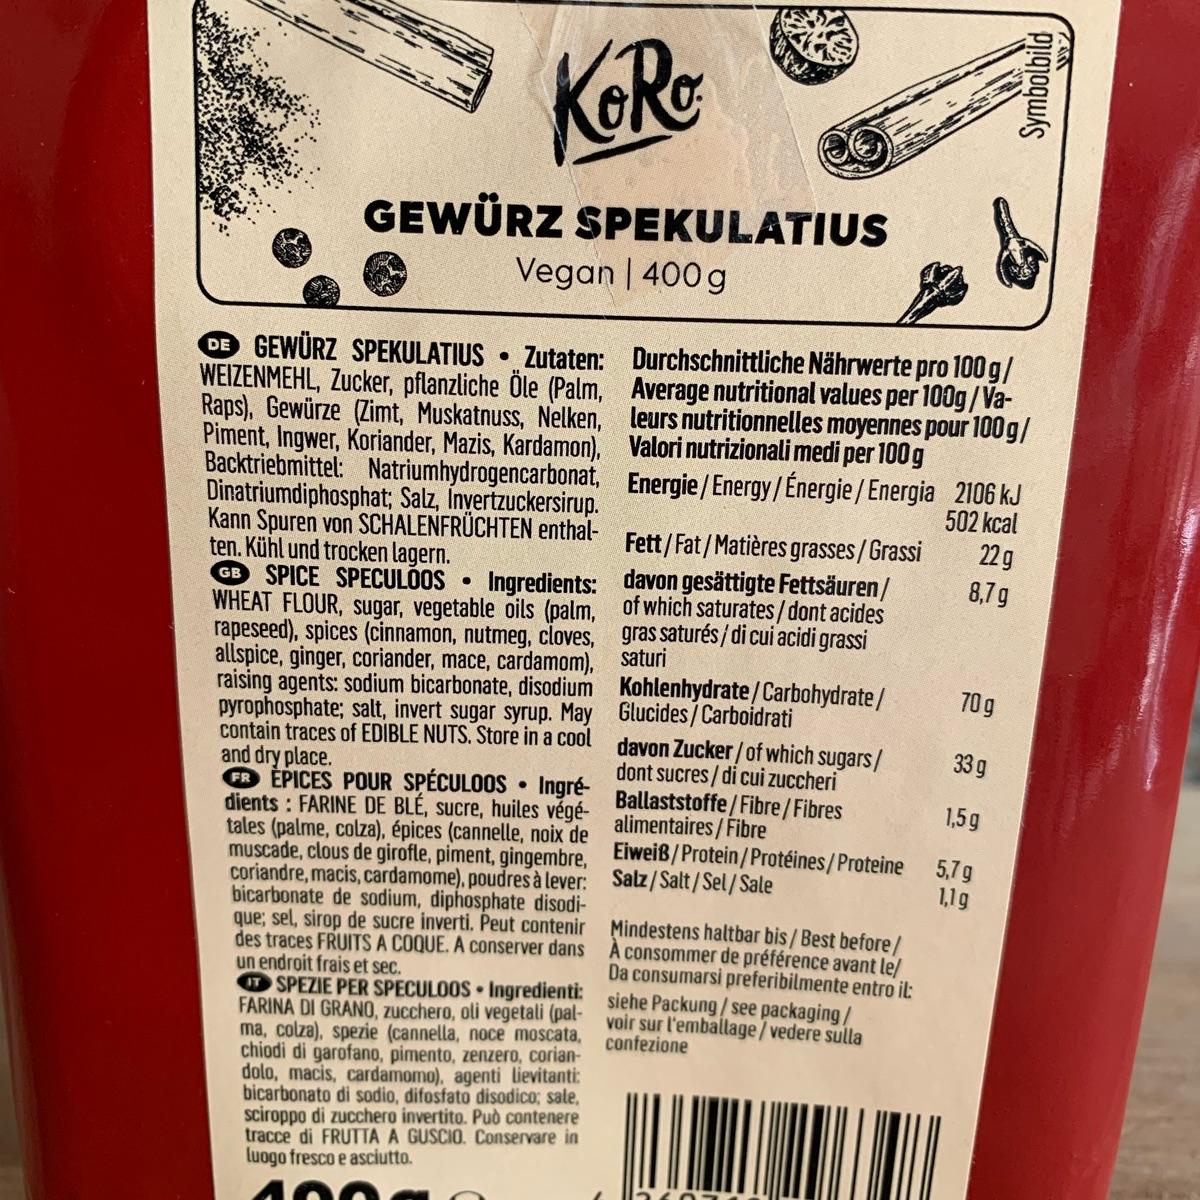 KoRo
Symbolbild
GEWÜRZ SPEKULATIUS
Vegan | 400 g
DE GEWÜRZ SPEKULATIUS • Zutaten:
WEIZENMEHL, Zucker, pflanzliche Öle (Palm,
Raps), Gewürze (Zimt, Muskatnuss, Nelken,
Piment, Ingwer, Koriander, Mazis, Kardamon),
Backtriebmittel: Natriumhydrogencarbonat,
Dinatriumdiphosphat; Salz, Invertzuckersirup.
Kann Spuren von SCHALENFRÜCHTEN enthal-
ten. Kühl und trocken lagern.
GB SPICE SPECULOOS • Ingredients:
WHEAT FLOUR, sugar, vegetable oils (palm,
rapeseed), spices (cinnamon, nutmeg, cloves,
allspice, ginger, coriander, mace, cardamom),
raising agents: sodium bicarbonate, disodium
pyrophosphate; salt, invert sugar syrup. May
contain traces of EDIBLE NUTS. Store in a cool
and dry place.
FR ÉPICES POUR SPÉCULOOS • Ingré-
dients : FARINE DE BLÉ, sucre, huiles végé-
tales (palme, colza), épices (cannelle, noix de
muscade, clous de girofle, piment, gingembre,
coriandre, macis, cardamome), poudres à lever:
bicarbonate de sodium, diphosphate disodi-
que; sel, sirop de sucre inverti. Peut contenir
des traces FRUITS A COQUE. A conserver dans
un endroit frais et sec.
IT SPEZIE PER SPECULOOS • Ingredienti:
FARINA DI GRANO, zucchero, oli vegetali (pal-
ma, colza), spezie (cannella, noce moscata,
chiodi di garofano, pimento, zenzero, corian-
dolo, macis, cardamomo), agenti lievitanti:
bicarbonato di sodio, difosfato disodico; sale,
sciroppo di zucchero invertito. Può contenere
tracce di FRUTTA A GUSCIO. Conservare in
luogo fresco e asciutto.
400g
Durchschnittliche Nährwerte pro 100 g/
Average nutritional values per 100g/Va-
leurs nutritionnelles moyennes pour 100 g/
Valori nutrizionali medi per 100 g
Energie/Energy/Énergie/Energia 2106 kJ
502 kcal
Fett/Fat/Matières grasses/Grassi 22 g
davon gesättigte Fettsäuren/ 8,7 g
of which saturates/dont acides
gras saturés/di cui acidi grassi
saturi
Kohlenhydrate/Carbohydrate/ 70 g
Glucides/Carboidrati
davon Zucker/of which sugars/ 33 g
dont sucres/di cui zuccheri
Ballaststoffe/Fibre/Fibres 1,5 g
alimentaires/Fibre
Eiweiß/Protein/Protéines/Proteine 5,7 g
Salz/Salt/Sel/Sale 1,1 g
Mindestens haltbar bis/Best before/
À consommer de préférence avant le/
Da consumarsi preferibilmente entro il:
siehe Packung/see packaging/
voir sur l'emballage/vedere sulla
confezione